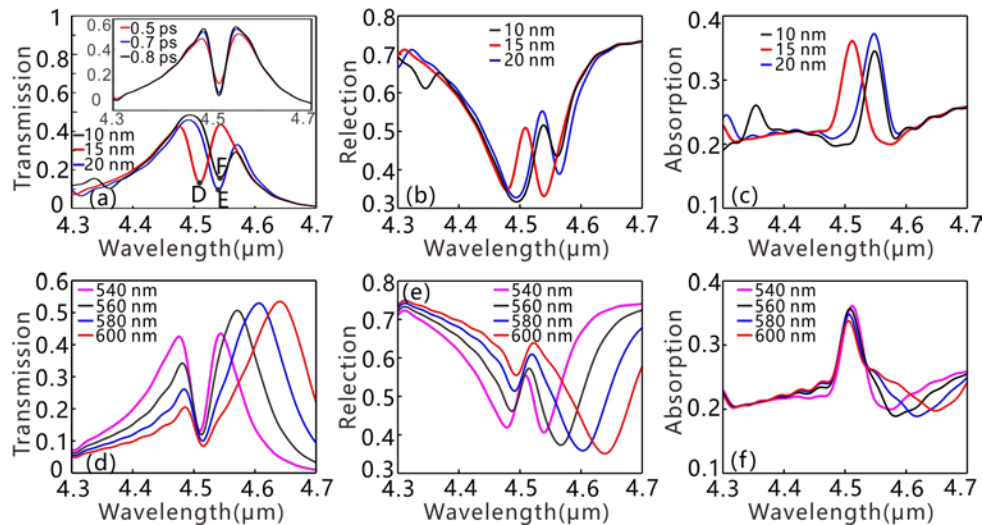 Transmission
1
0.8
0.6
0.4
0.2
0
0.6
0.4
0.2
0
0.5 ps
0.7 ps
0.8 ps
4.3
4.5
4.7
10 nm
15 nm
20 nm
D
F
E
(a)
4.3
4.4
4.5
4.6
4.7
Wavelength(μm)
Relection
0.8
0.7
0.6
0.5
0.4
0.3
10 nm
15 nm
20 nm
(b)
4.3
4.4
4.5
4.6
4.7
Wavelength(μm)
Absorption
0.4
0.3
0.2
0.1
10 nm
15 nm
20 nm
(c)
4.3
4.4
4.5
4.6
4.7
Wavelength(μm)
Transmission
0.6
0.5
0.4
0.3
0.2
0.1
0
540 nm
560 nm
580 nm
600 nm
(d)
4.3
4.4
4.5
4.6
4.7
Wavelength(μm)
Relection
0.8
0.7
0.6
0.5
0.4
0.3
(e)
540 nm
560 nm
580 nm
600 nm
4.3
4.4
4.5
4.6
4.7
Wavelength(μm)
Absorption
0.4
0.3
0.2
0.1
540 nm
560 nm
580 nm
600 nm
(f)
4.3
4.4
4.5
4.6
4.7
Wavelength(μm)